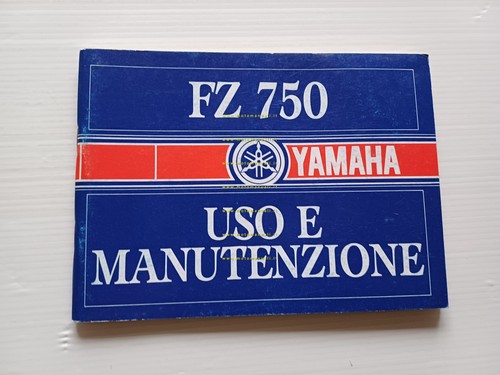 FZ 750
YAMAHA
USO E
MANUTENZIONE